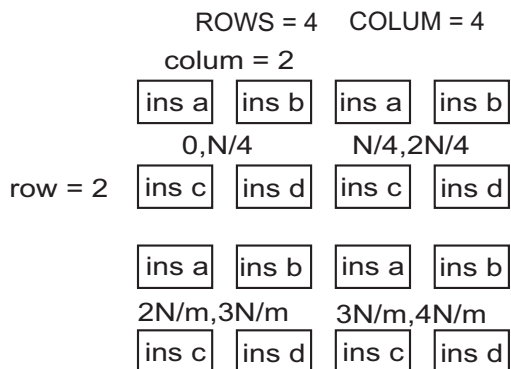 ROWS = 4 COLUM = 4
colum = 2
ins a ins b ins a ins b
0,N/4 N/4,2N/4
row = 2 ins c ins d ins c ins d
ins a ins b ins a ins b
2N/m,3N/m 3N/m,4N/m
ins c ins d ins c ins d